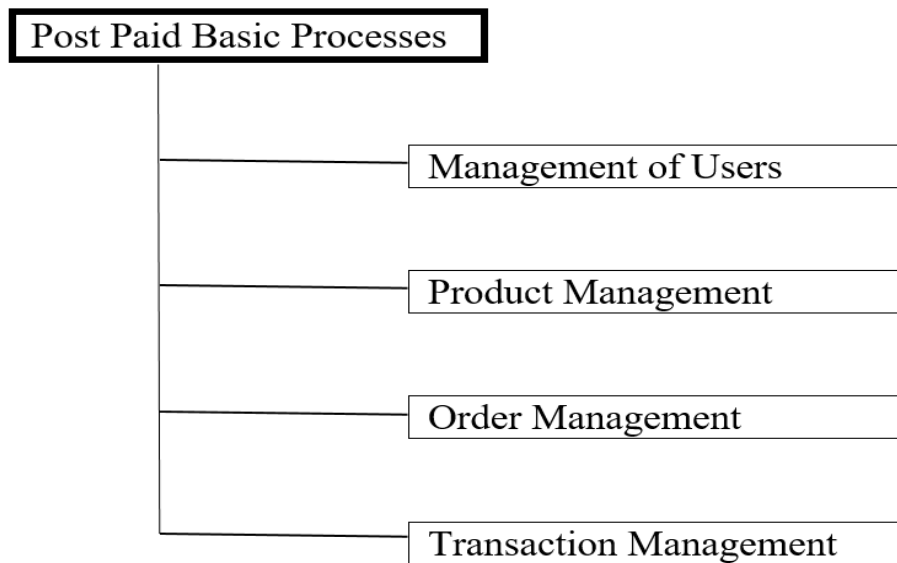 Post Paid Basic Processes
Management of Users
Product Management
Order Management
Transaction Management